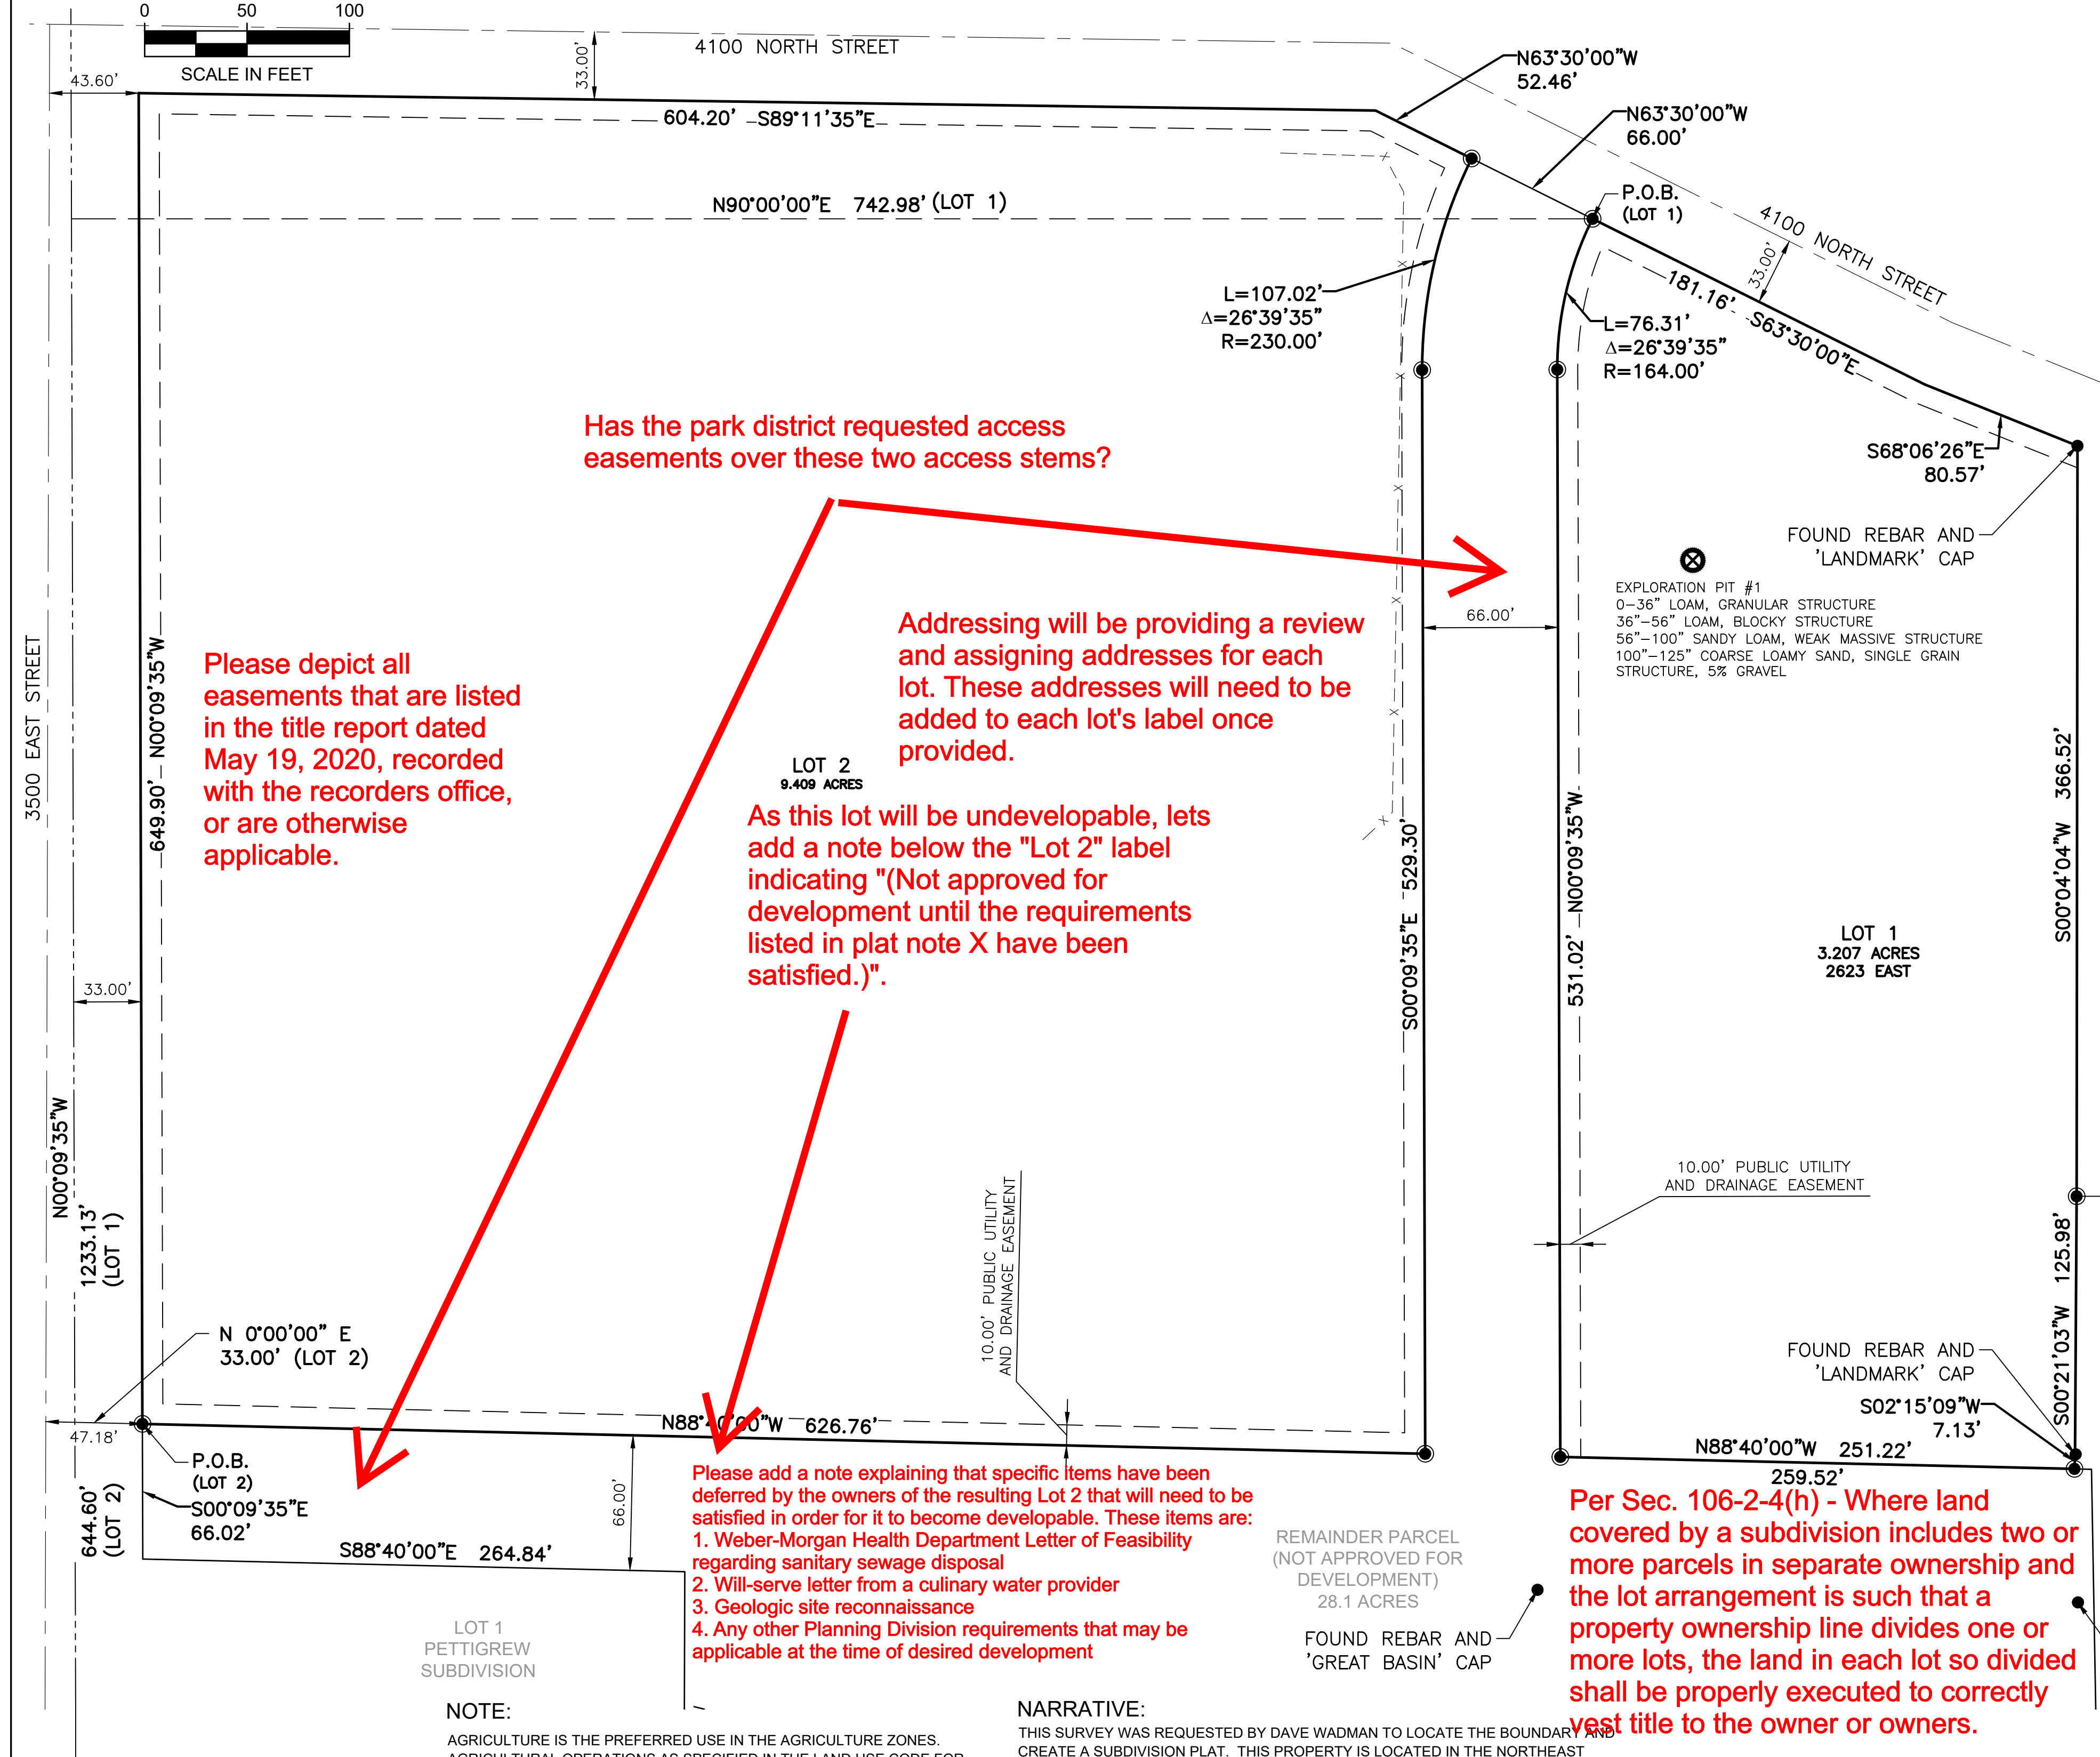 0 50 100
SCALE IN FEET
43.60'
33.00'
4100 NORTH STREET
N63°30'00"W
52.46'
N63°30'00"W
66.00'
604.20' S89°11'35"E
P.O.B.
(LOT 1)
N90°00'00"E 742.98' (LOT 1)
4100 NORTH STREET
33.00'
181.16' S63°30'00"E
L=107.02'
Δ=26°39'35"
R=230.00'
L=76.31'
Δ=26°39'35"
R=164.00'
S68°06'26"E
80.57'
Has the park district requested access
easements over these two access stems?
FOUND REBAR AND
'LANDMARK' CAP
EXPLORATION PIT #1
0-36" LOAM, GRANULAR STRUCTURE
36"-56" LOAM, BLOCKY STRUCTURE
56"-100" SANDY LOAM, WEAK MASSIVE STRUCTURE
100"-125" COARSE LOAMY SAND, SINGLE GRAIN
STRUCTURE, 5% GRAVEL
66.00'
Addressing will be providing a review
and assigning addresses for each
lot. These addresses will need to be
added to each lot's label once
provided.
3500 EAST STREET
649.90' N00°09'35"W
Please depict all
easements that are listed
in the title report dated
May 19, 2020, recorded
with the recorders office,
or are otherwise
applicable.
LOT 2
9.409 ACRES
As this lot will be undevelopable, lets
add a note below the "Lot 2" label
indicating "(Not approved for
development until the requirements
listed in plat note X have been
satisfied.)".
S00°09'35"E 529.30'
531.02' N00°09'35"W
S00°04'04"W 366.52'
LOT 1
3.207 ACRES
2623 EAST
33.00'
N00°09'35"W
1233.13'
(LOT 1)
10.00' PUBLIC UTILITY
AND DRAINAGE EASEMENT
10.00' PUBLIC UTILITY
AND DRAINAGE EASEMENT
S00°21'03"W 125.98'
N 0°00'00" E
33.00' (LOT 2)
FOUND REBAR AND
'LANDMARK' CAP
S02°15'09"W
7.13'
47.18'
N88°40'00"W 626.76'
N88°40'00"W 251.22'
259.52'
P.O.B.
(LOT 2)
S00°09'35"E
66.02'
644.60'
(LOT 2)
66.00'
S88°40'00"E 264.84'
Please add a note explaining that specific items have been
deferred by the owners of the resulting Lot 2 that will need to be
satisfied in order for it to become developable. These items are:
1. Weber-Morgan Health Department Letter of Feasibility
regarding sanitary sewage disposal
2. Will-serve letter from a culinary water provider
3. Geologic site reconnaissance
4. Any other Planning Division requirements that may be
applicable at the time of desired development
REMAINDER PARCEL
(NOT APPROVED FOR
DEVELOPMENT)
28.1 ACRES
Per Sec. 106-2-4(h) - Where land
covered by a subdivision includes two or
more parcels in separate ownership and
the lot arrangement is such that a
property ownership line divides one or
more lots, the land in each lot so divided
shall be properly executed to correctly
vest title to the owner or owners.
LOT 1
PETTIGREW
SUBDIVISION
FOUND REBAR AND
'GREAT BASIN' CAP
NOTE:
AGRICULTURE IS THE PREFERRED USE IN THE AGRICULTURE ZONES.
AGRICULTURAL OPERATIONS AS SPECIFIED IN THE LAND USE CODE FOR
NARRATIVE:
THIS SURVEY WAS REQUESTED BY DAVE WADMAN TO LOCATE THE BOUNDARY AND
CREATE A SUBDIVISION PLAT. THIS PROPERTY IS LOCATED IN THE NORTHEAST